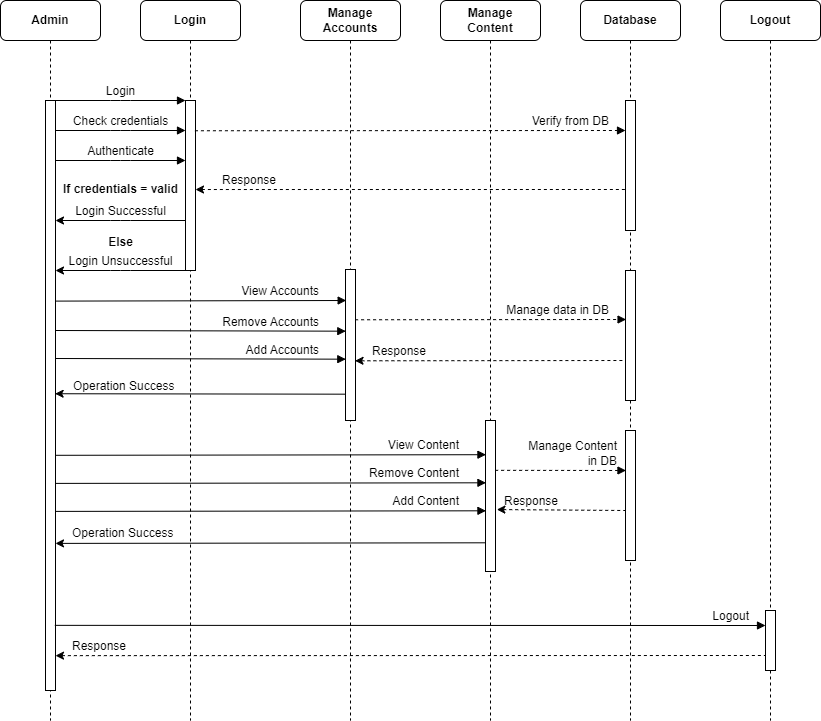 Admin
Login
Manage
Accounts
Manage
Content
Database
Logout
Login
Check credentials
Verify from DB
Authenticate
Response
If credentials = valid
Login Successful
Else
Login Unsuccessful
View Accounts
Manage data in DB
Remove Accounts
Add Accounts
Response
Operation Success
View Content
Manage Content
in DB
Remove Content
Add Content
Response
Operation Success
Logout
Response